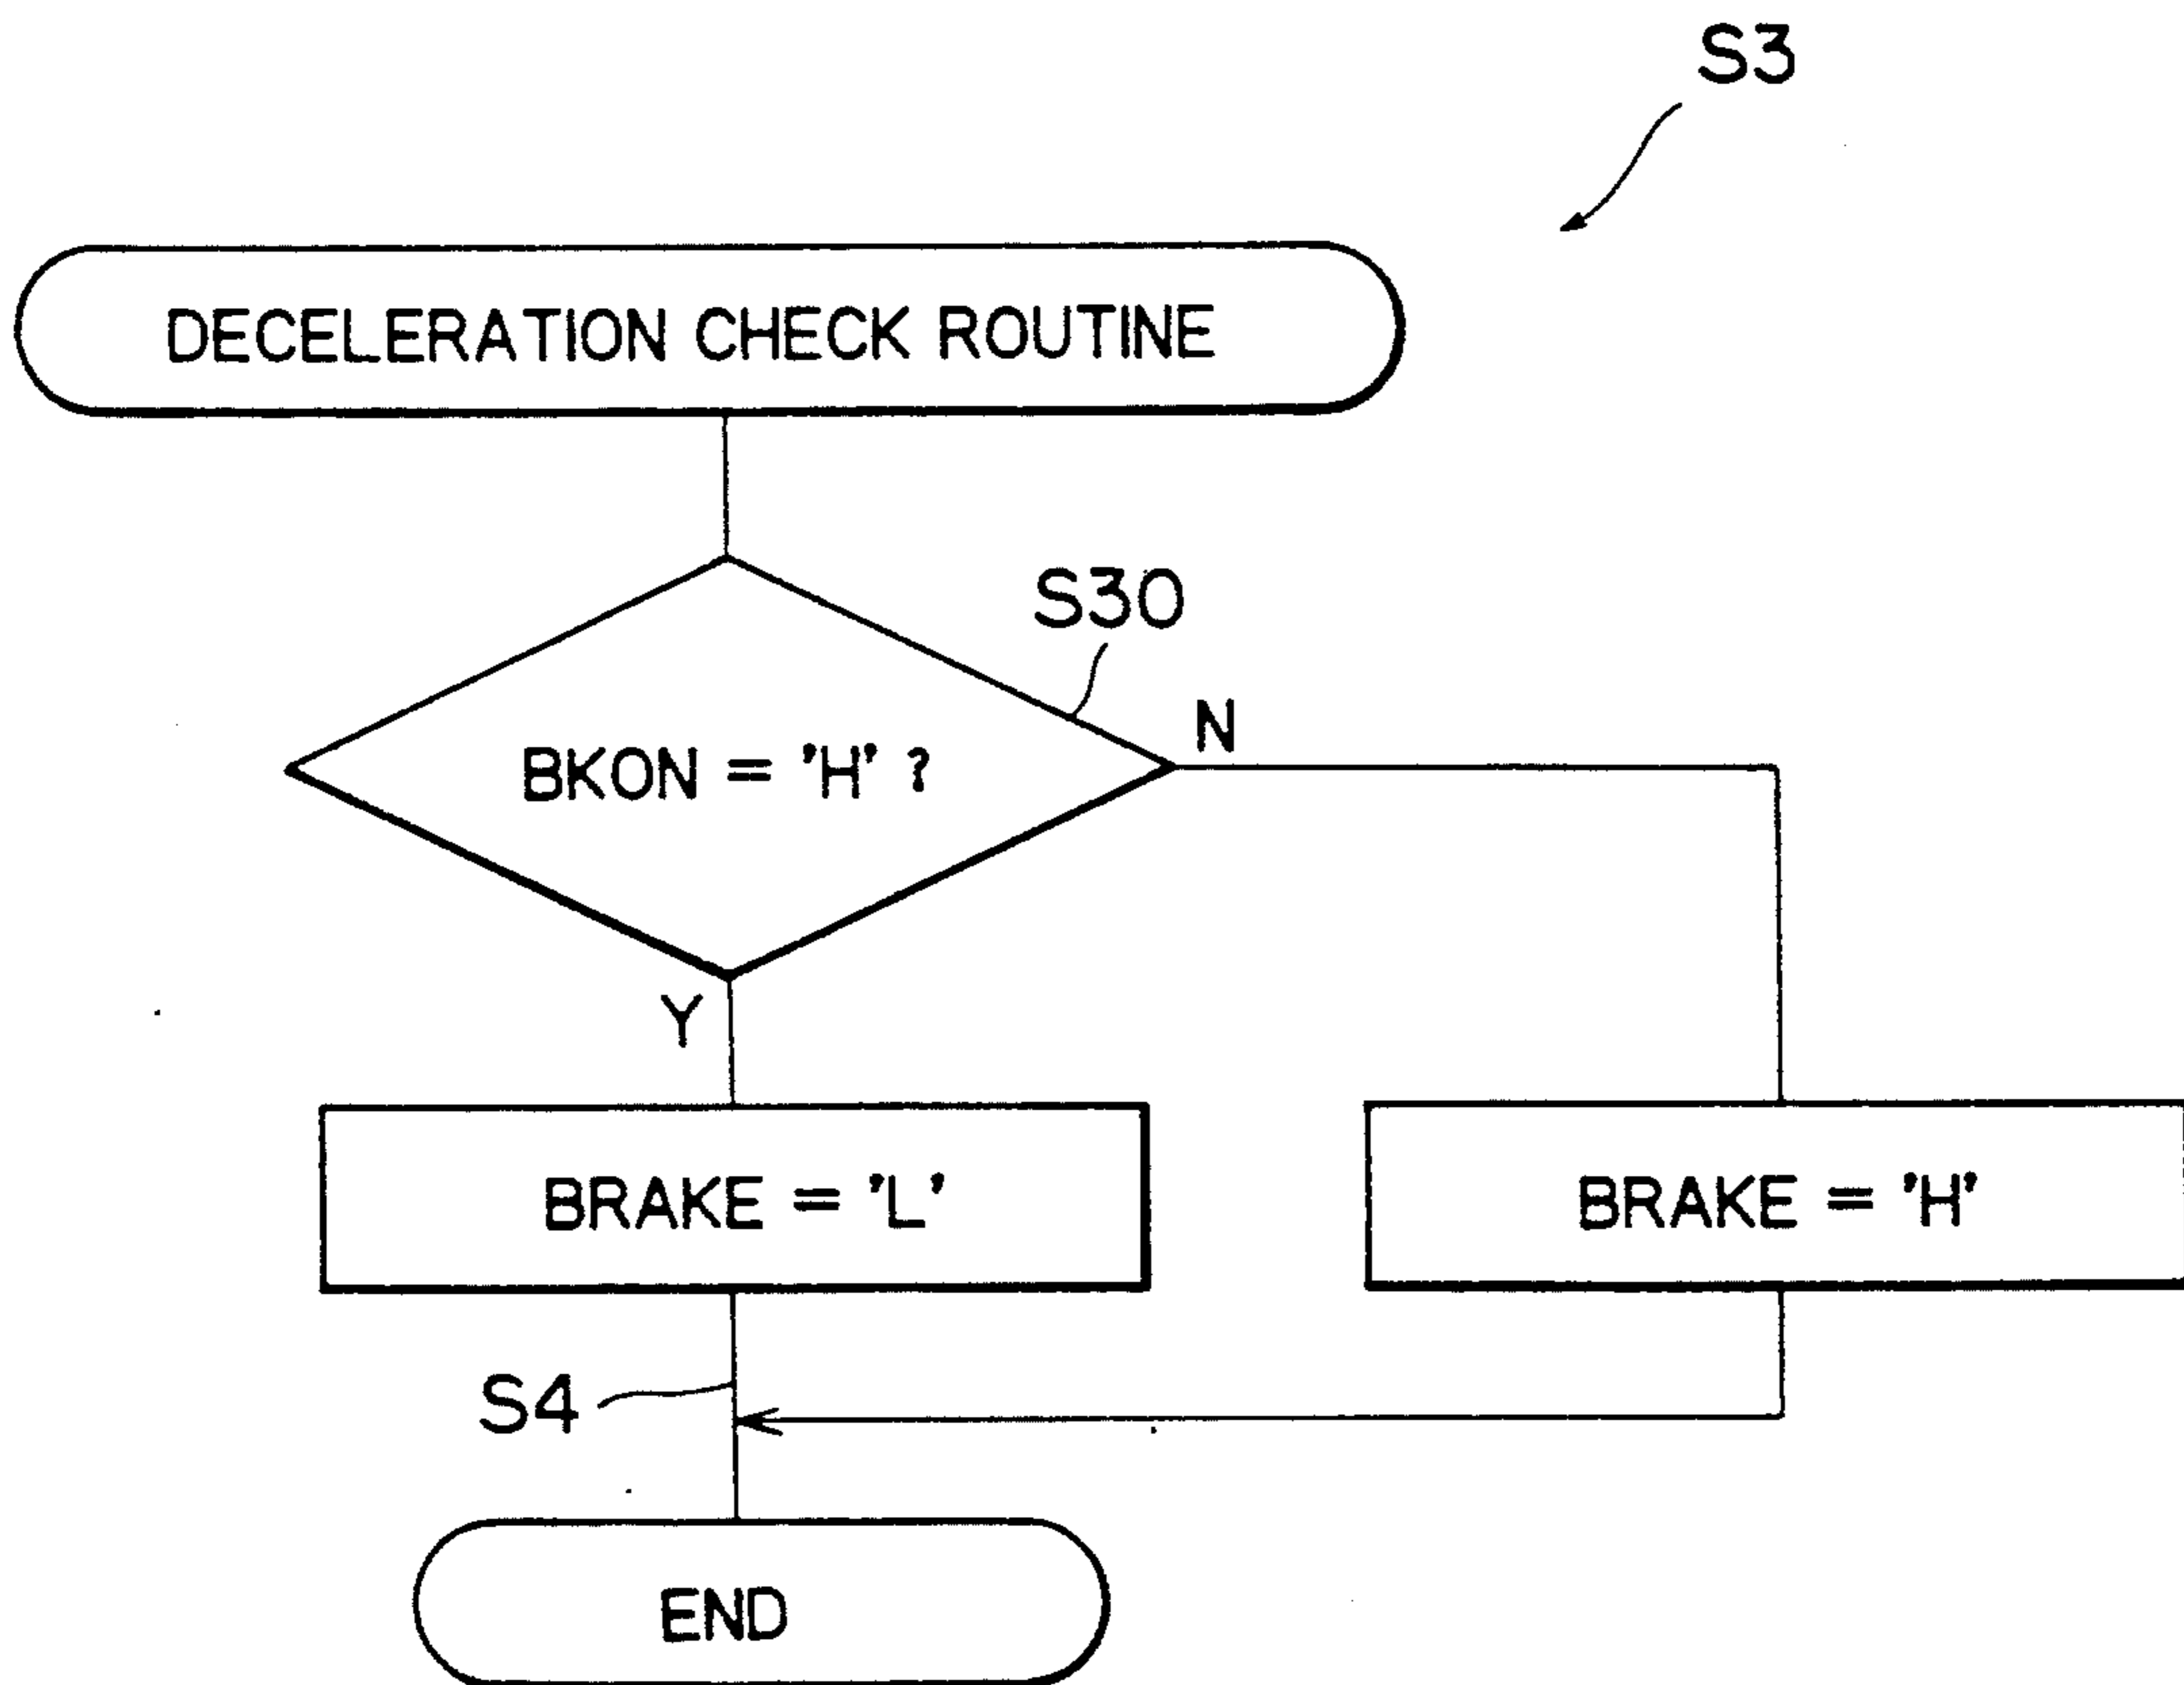 S3
DECELERATION CHECK ROUTINE
S30
BKON = 'H' ?
N
Y
BRAKE = 'L'
BRAKE = 'H'
S4
END